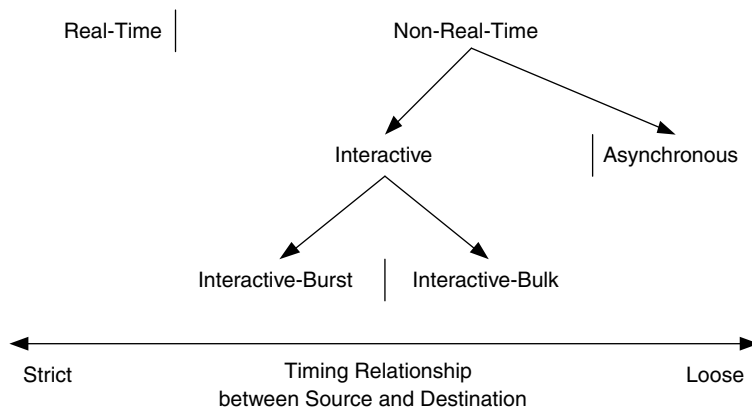 Real-Time
Non-Real-Time
Interactive
Asynchronous
Interactive-Burst
Interactive-Bulk
Strict
Timing Relationship
between Source and Destination
Loose